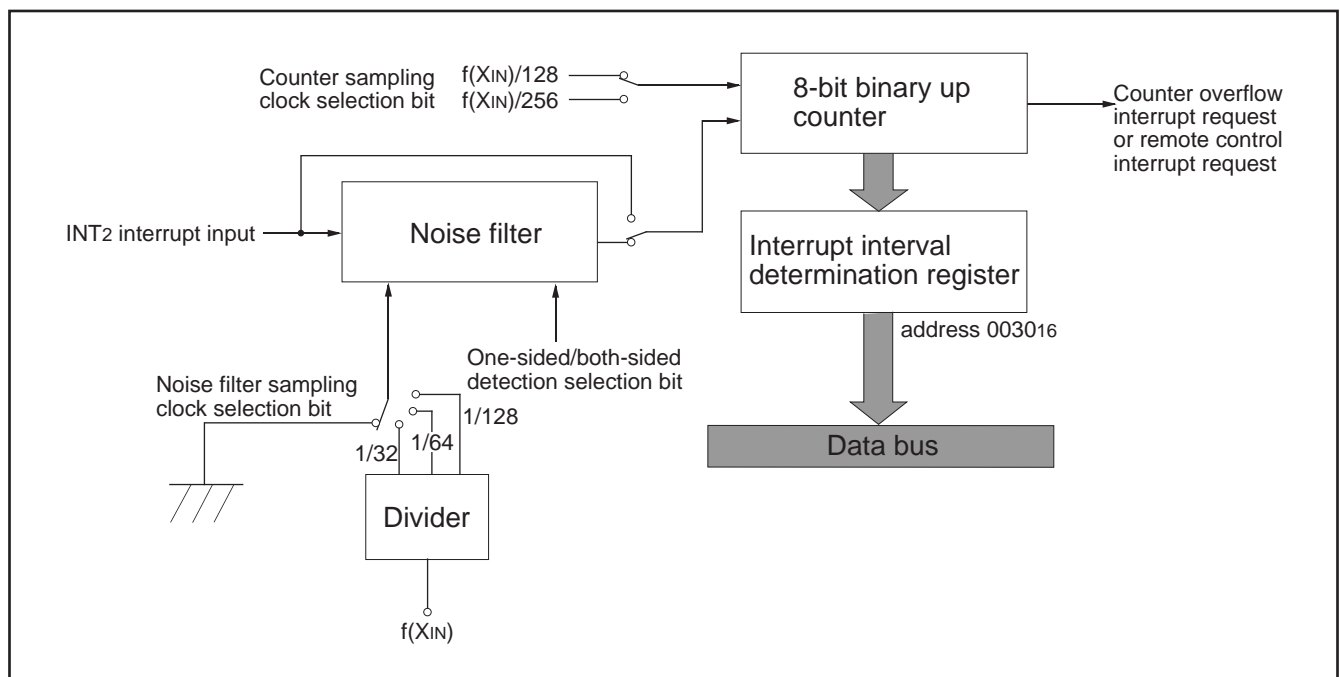 Counter sampling
clock selection bit
f(XIN)/128
f(XIN)/256
8-bit binary up
counter
Counter overflow
interrupt request
or remote control
interrupt request
INT2 interrupt input
Noise filter
Interrupt interval
determination register
address 003016
One-sided/both-sided
detection selection bit
Noise filter sampling
clock selection bit
1/32
1/64
1/128
Data bus
Divider
f(XIN)